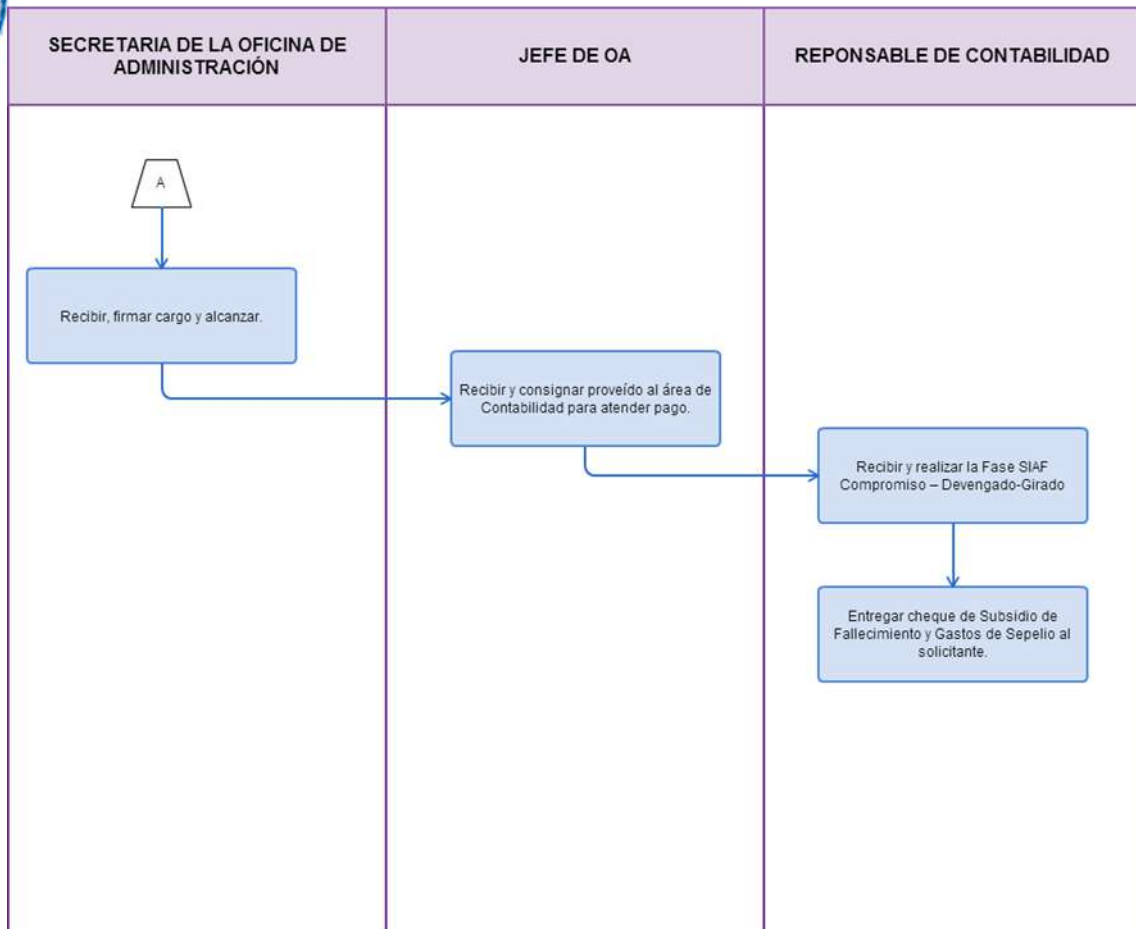 SECRETARIA DE LA OFICINA DE
ADMINISTRACIÓN
JEFE DE OA
REPONSABLE DE CONTABILIDAD
A
Recibir, firmar cargo y alcanzar.
Recibir y consignar proveído al área de
Contabilidad para atender pago.
Recibir y realizar la Fase SIAF
Compromiso – Devengado-Girado
Entregar cheque de Subsidio de
Fallecimiento y Gastos de Sepelio al
solicitante.